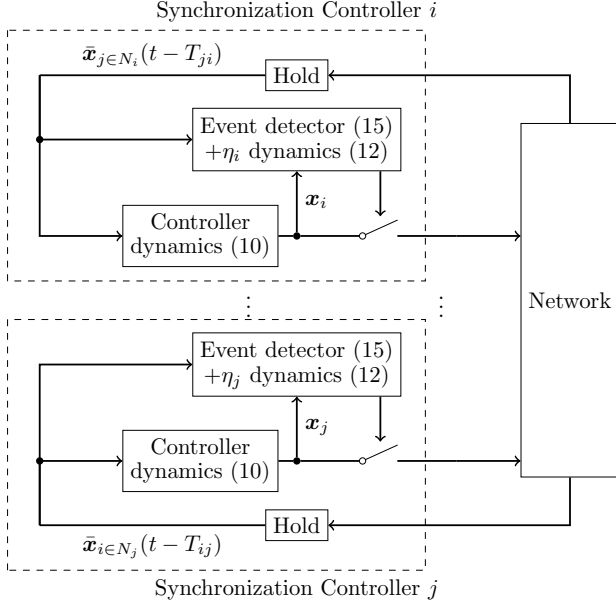 Synchronization Controller i
x̄_{j∈N_i}(t − T_{ji})
Hold
Event detector (15)
+η_i dynamics (12)
x_i
Controller
dynamics (10)
Network
⋮ ⋮
Event detector (15)
+η_j dynamics (12)
x_j
Controller
dynamics (10)
Hold
x̄_{i∈N_j}(t − T_{ij})
Synchronization Controller j